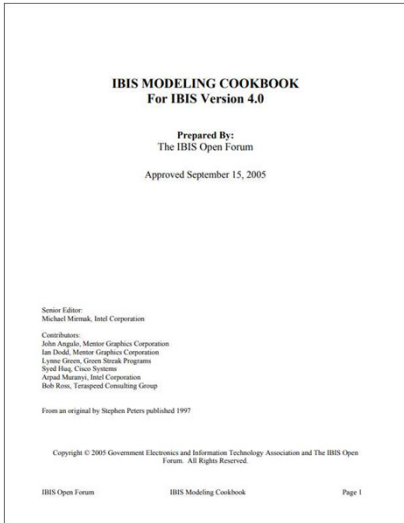 IBIS MODELING COOKBOOK
For IBIS Version 4.0
Prepared By:
The IBIS Open Forum
Approved September 15, 2005
Senior Editor:
Michael Mirmak, Intel Corporation
Contributors:
John Angulo, Mentor Graphics Corporation
Ian Dodd, Mentor Graphics Corporation
Lynne Green, Green Streak Programs
Syed Huq, Cisco Systems
Arpad Muranyi, Intel Corporation
Bob Ross, Teraspeed Consulting Group
From an original by Stephen Peters published 1997
Copyright © 2005 Government Electronics and Information Technology Association and The IBIS Open
Forum. All Rights Reserved.
IBIS Open Forum IBIS Modeling Cookbook Page 1